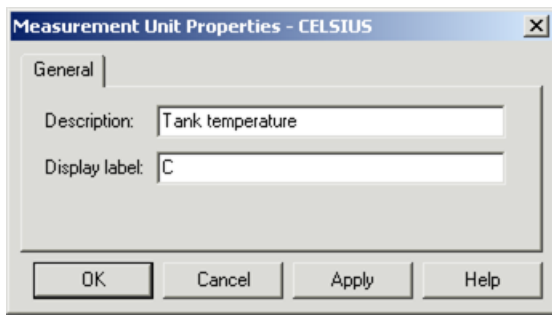 Measurement Unit Properties - CELSIUS
General
Description: Tank temperature
Display label: C
OK Cancel Apply Help